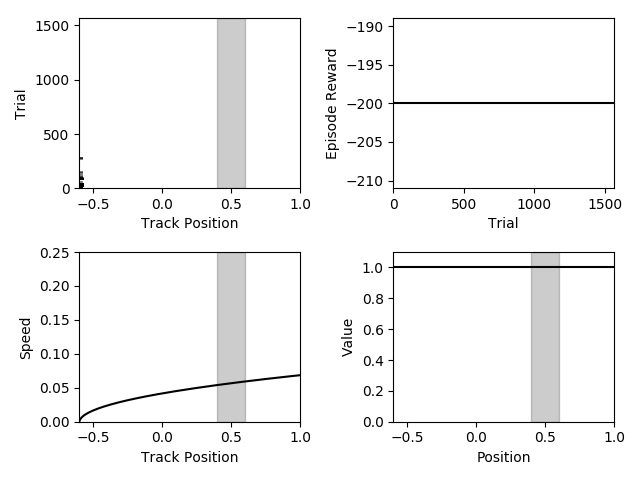 1500
1000
500
0
Trial
−0.5 0.0 0.5 1.0
Track Position
−190
−195
−200
−205
−210
Episode Reward
0 500 1000 1500
Trial
0.25
0.20
0.15
0.10
0.05
0.00
Speed
−0.5 0.0 0.5 1.0
Track Position
1.0
0.8
0.6
0.4
0.2
0.0
Value
−0.5 0.0 0.5 1.0
Position